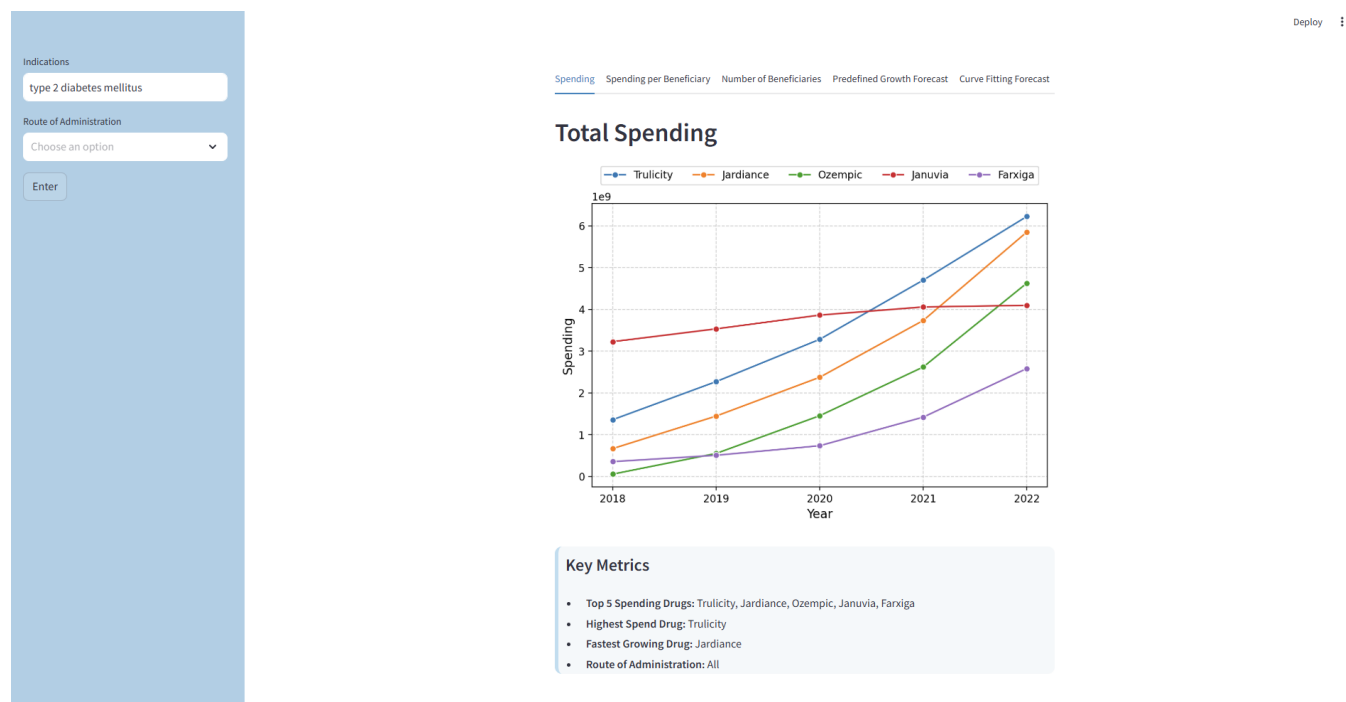 Deploy
Indications
type 2 diabetes mellitus
Route of Administration
Choose an option
Enter
Spending Spending per Beneficiary Number of Beneficiaries Predefined Growth Forecast Curve Fitting Forecast
Total Spending
Trulicity Jardiance Ozempic Januvia Farxiga
1e9
6
5
4
3
2
1
0
Spending
2018 2019 2020 2021 2022
Year
Key Metrics
• Top 5 Spending Drugs: Trulicity, Jardiance, Ozempic, Januvia, Farxiga
• Highest Spend Drug: Trulicity
• Fastest Growing Drug: Jardiance
• Route of Administration: All